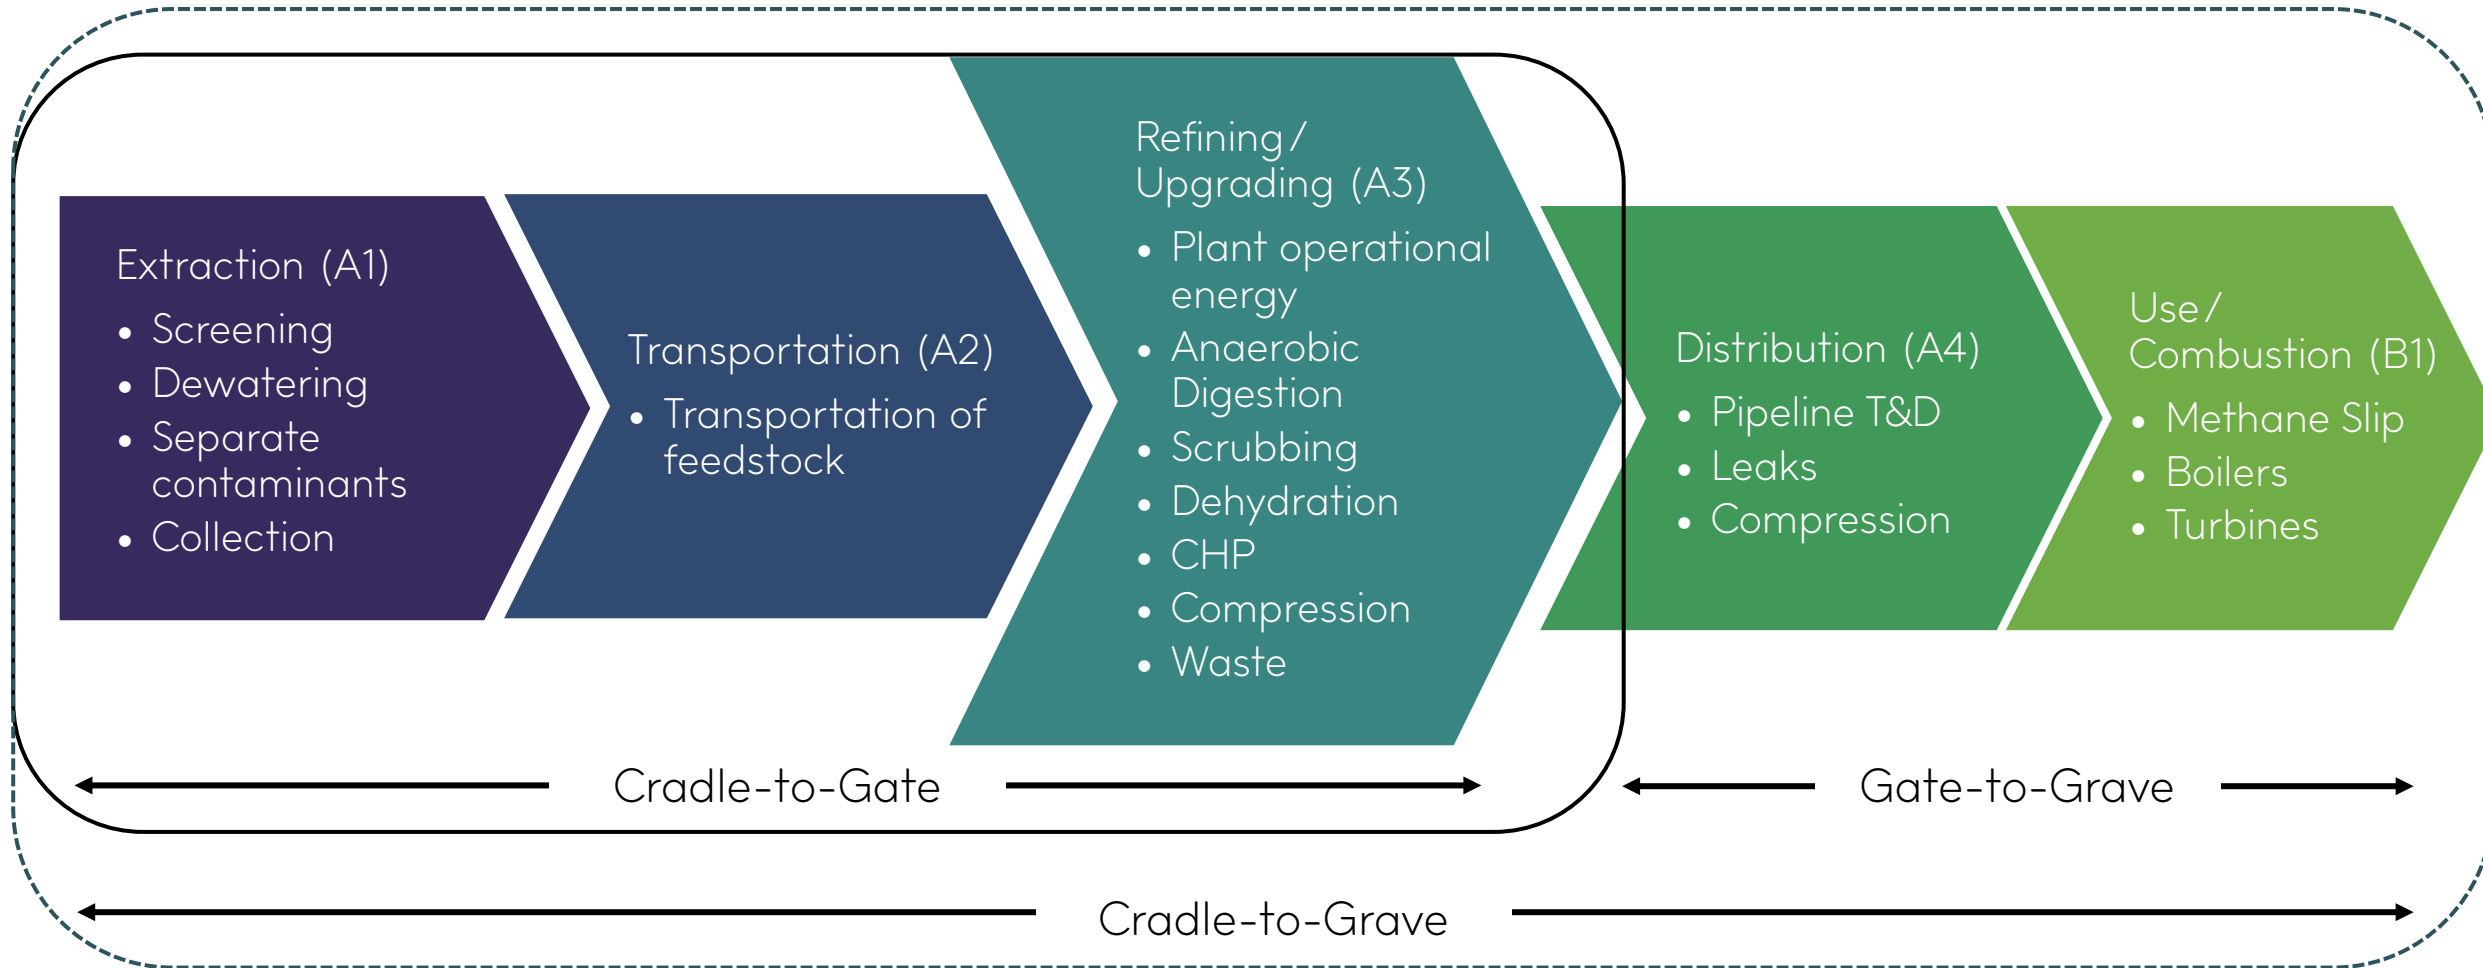 Extraction (A1)
• Screening
• Dewatering
• Separate
contaminants
• Collection
Transportation (A2)
• Transportation of
feedstock
Refining/
Upgrading (A3)
• Plant operational
energy
• Anaerobic
Digestion
• Scrubbing
• Dehydration
• CHP
• Compression
• Waste
Distribution (A4)
• Pipeline T&D
• Leaks
• Compression
Use/
Combustion (B1)
• Methane Slip
• Boilers
• Turbines
Cradle-to-Gate
Gate-to-Grave
Cradle-to-Grave